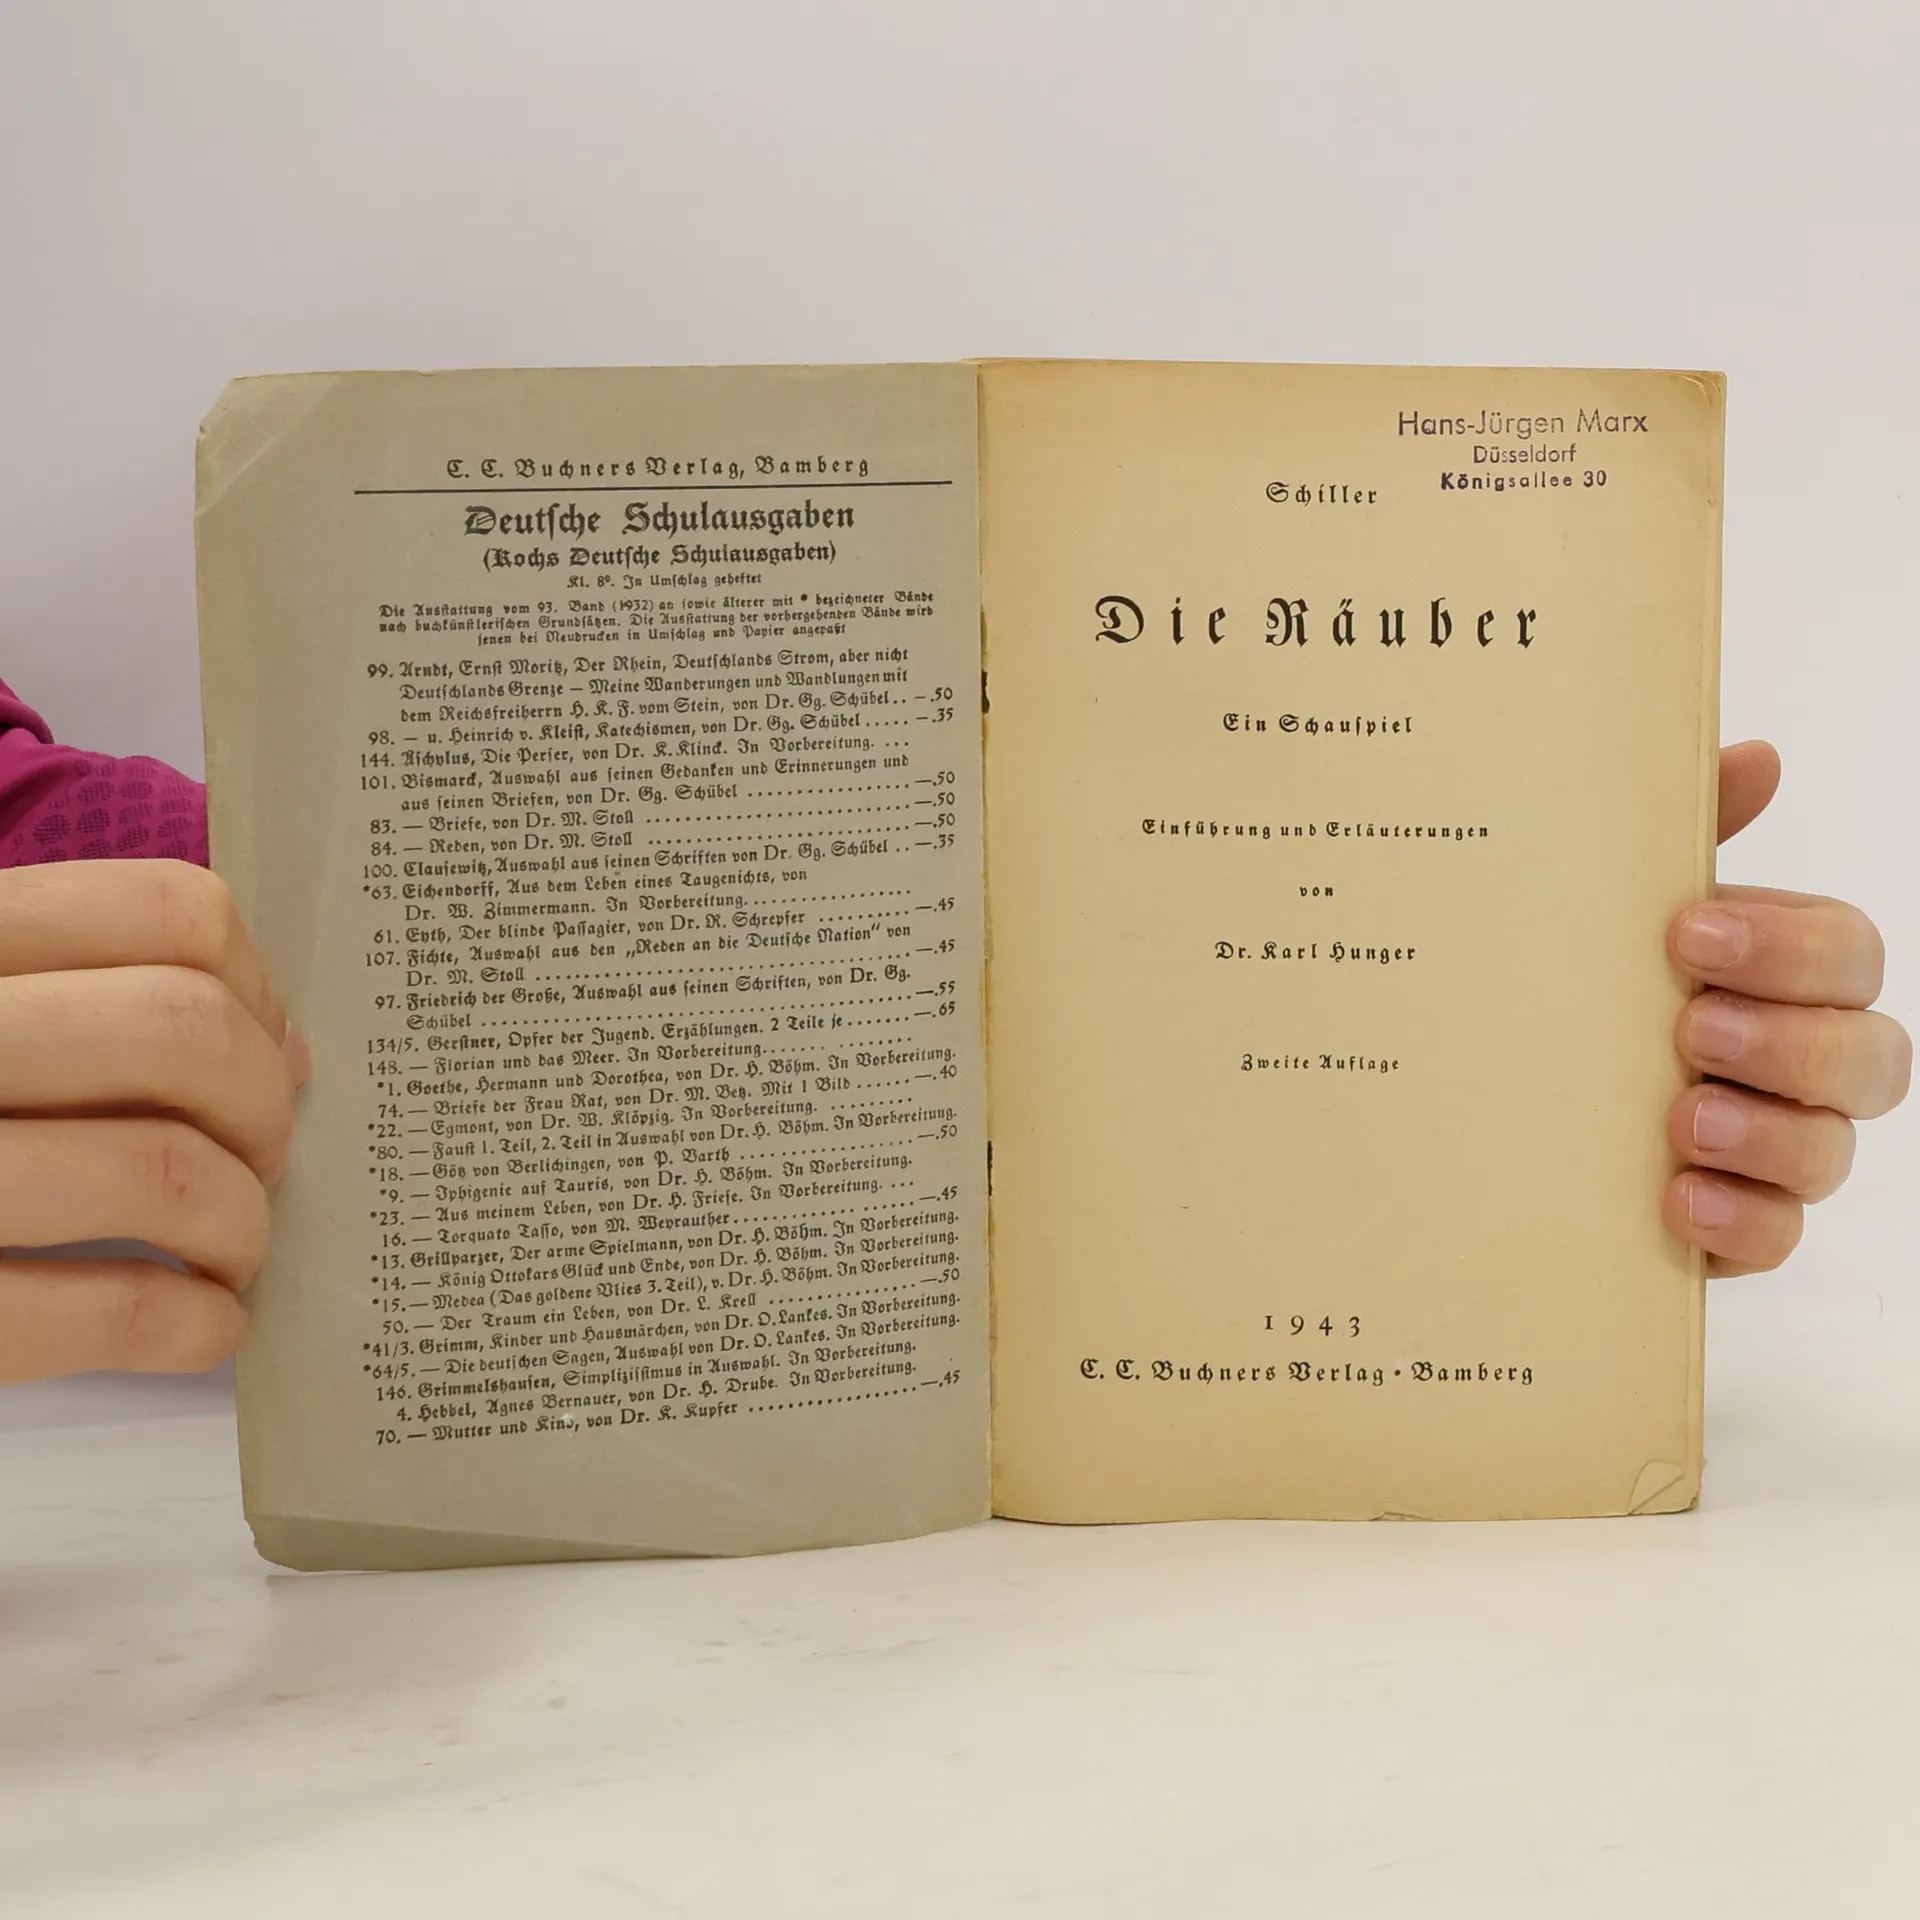 C. C. Buchners Verlag, Bamberg
Deutſche Schulausgaben
(Kochs Deutſche Schulausgaben)
Kl. 8°. In Umſchlag geheftet
Die Ausſtattung vom 93. Band (1932) an ſowie älterer mit * bezeichneter Bände
nach buchkünſtleriſchen Grundſätzen. Die Ausſtattung der vorhergehenden Bände wird
jenen bei Neudrucken in Umſchlag und Papier angepaßt
99. Arndt, Ernſt Moritz, Der Rhein, Deutſchlands Strom, aber nicht
Deutſchlands Grenze — Meine Wanderungen und Wandlungen mit
dem Reichsfreiherrn H. K. F. vom Stein, von Dr. Gg. Schübel . . —.50
98. — u. Heinrich v. Kleiſt, Katechismen, von Dr. Gg. Schübel ..... —.35
144. Äſchylus, Die Perſer, von Dr. K. Klinck. In Vorbereitung. ...
101. Bismarck, Auswahl aus ſeinen Gedanken und Erinnerungen und
aus ſeinen Briefen, von Dr. Gg. Schübel .................. —.50
83. — Briefe, von Dr. M. Stoll .............................. —.50
84. — Reden, von Dr. M. Stoll .............................. —.50
100. Clauſewitz, Auswahl aus ſeinen Schriften von Dr. Gg. Schübel . . —.35
*63. Eichendorff, Aus dem Leben eines Taugenichts, von
Dr. W. Zimmermann. In Vorbereitung. ...............
61. Eyth, Der blinde Paſſagier, von Dr. R. Schrepfer .......... —.45
107. Fichte, Auswahl aus den „Reden an die Deutſche Nation“ von
Dr. M. Stoll ........................................ —.45
97. Friedrich der Große, Auswahl aus ſeinen Schriften, von Dr. Gg.
Schübel ............................................ —.55
134/5. Gerſtner, Opfer der Jugend. Erzählungen. 2 Teile je ....... —.65
148. — Florian und das Meer. In Vorbereitung. ...... ........
*1. Goethe, Hermann und Dorothea, von Dr. H. Böhm. In Vorbereitung.
74. — Briefe der Frau Rat, von Dr. M. Betz. Mit 1 Bild ...... —.40
*22. — Egmont, von Dr. W. Klöpzig. In Vorbereitung. .........
*80. — Fauſt 1. Teil, 2. Teil in Auswahl von Dr. H. Böhm. In Vorbereitung.
*18. — Götz von Berlichingen, von P. Barth .................. —.50
*9. — Iphigenie auf Tauris, von Dr. H. Böhm. In Vorbereitung.
*23. — Aus meinem Leben, von Dr. H. Frieſe. In Vorbereitung. ...
16. — Torquato Taſſo, von M. Weyrauther ............ ...... —.45
*13. Grillparzer, Der arme Spielmann, von Dr. H. Böhm. In Vorbereitung.
*14. — König Ottokars Glück und Ende, von Dr. H. Böhm. In Vorbereitung.
*15. — Medea (Das goldene Vlies 3. Teil), v. Dr. H. Böhm. In Vorbereitung.
50. — Der Traum ein Leben, von Dr. L. Krell ............... —.50
*41/3. Grimm, Kinder und Hausmärchen, von Dr. O. Lankes. In Vorbereitung.
*64/5. — Die deutſchen Sagen, Auswahl von Dr. O. Lankes. In Vorbereitung.
146. Grimmelshauſen, Simpliziſſimus in Auswahl. In Vorbereitung.
4. Hebbel, Agnes Bernauer, von Dr. H. Drube. In Vorbereitung.
70. — Mutter und Kind, von Dr. K. Kupfer .................. —.45
Hans-Jürgen Marx
Düsseldorf
Königsallee 30
Schiller
Die Räuber
Ein Schauſpiel
Einführung und Erläuterungen
von
Dr. Karl Hunger
Zweite Auflage
1943
C. C. Buchners Verlag • Bamberg